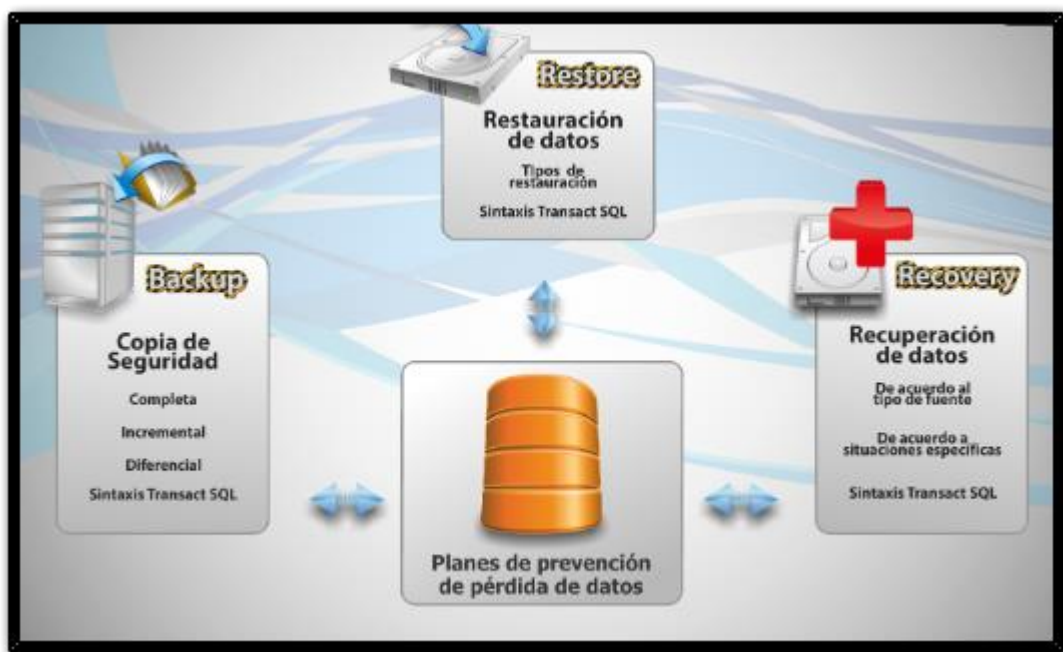 Restore
Restauración
de datos
Tipos de
restauración
Sintaxis Transact SQL
Backup
Copia de
Seguridad
Completa
Incremental
Diferencial
Sintaxis Transact SQL
Recovery
Recuperación
de datos
De acuerdo al
tipo de fuente
De acuerdo a
situaciones específicas
Sintaxis Transact SQL
Planes de prevención
de pérdida de datos